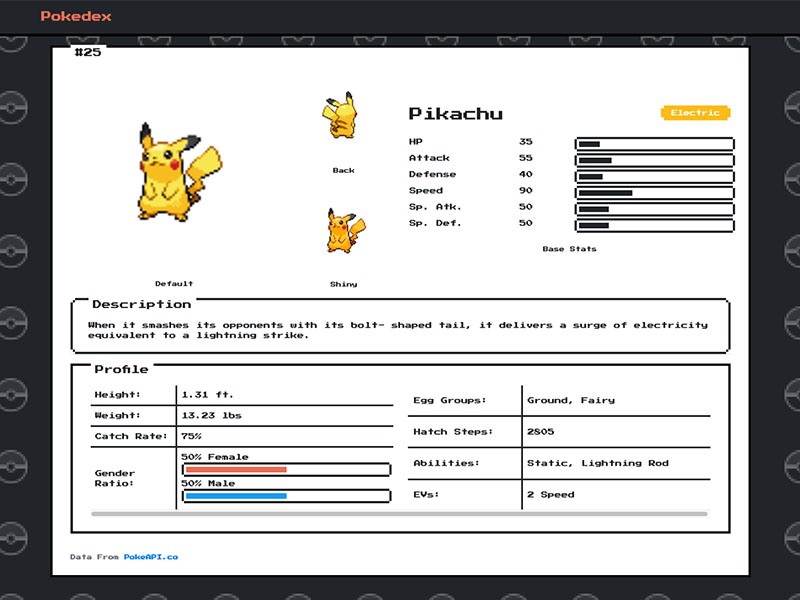 Pokedex
#25
Pikachu
Electric
HP 35
Attack 55
Defense 40
Speed 90
Sp. Atk. 50
Sp. Def. 50
Base Stats
Back
Default
Shiny
Description
When it smashes its opponents with its bolt- shaped tail, it delivers a surge of electricity
equivalent to a lightning strike.
Profile
Height: 1.31 ft.
Weight: 13.23 lbs
Catch Rate: 75%
Gender
Ratio:
50% Female
50% Male
Egg Groups: Ground, Fairy
Hatch Steps: 2805
Abilities: Static, Lightning Rod
EVs: 2 Speed
Data From PokeAPI.co